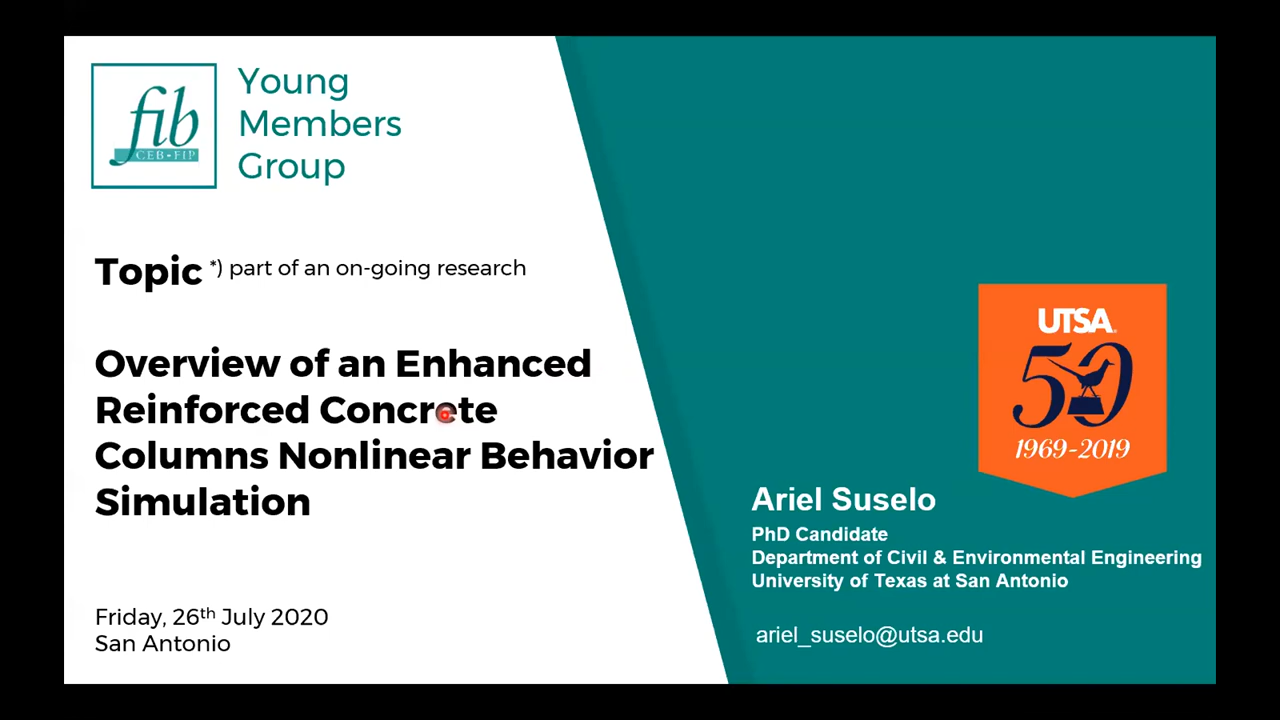 fib
CEB-FIP
Young
Members
Group
Topic *) part of an on-going research
Overview of an Enhanced
Reinforced Concrete
Columns Nonlinear Behavior
Simulation
Friday, 26th July 2020
San Antonio
UTSA
50
1969-2019
Ariel Suselo
PhD Candidate
Department of Civil & Environmental Engineering
University of Texas at San Antonio
ariel_suselo@utsa.edu